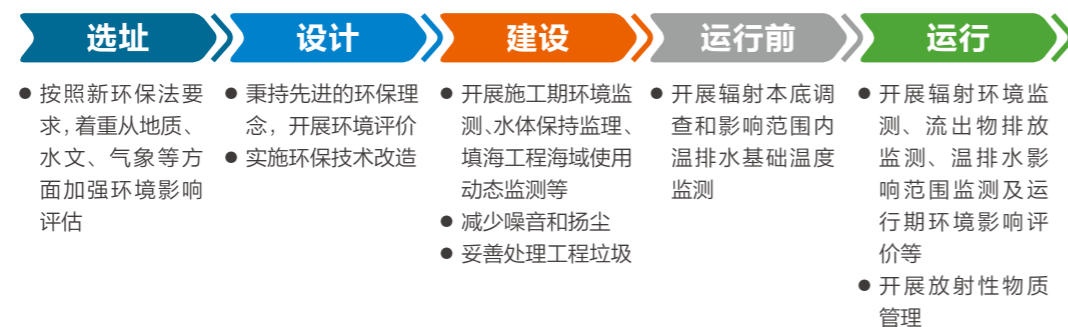 选址
● 按照新环保法要
求，着重从地质、
水文、气象等方
面加强环境影响
评估
设计
● 秉持先进的环保理
念，开展环境评价
● 实施环保技术改造
建设
● 开展施工期环境监
测、水体保持监理、
填海工程海域使用
动态监测等
● 减少噪音和扬尘
● 妥善处理工程垃圾
运行前
● 开展辐射本底调
查和影响范围内
温排水基础温度
监测
运行
● 开展辐射环境监
测、流出物排放
监测、温排水影
响范围监测及运
行期环境影响评
价等
● 开展放射性物质
管理